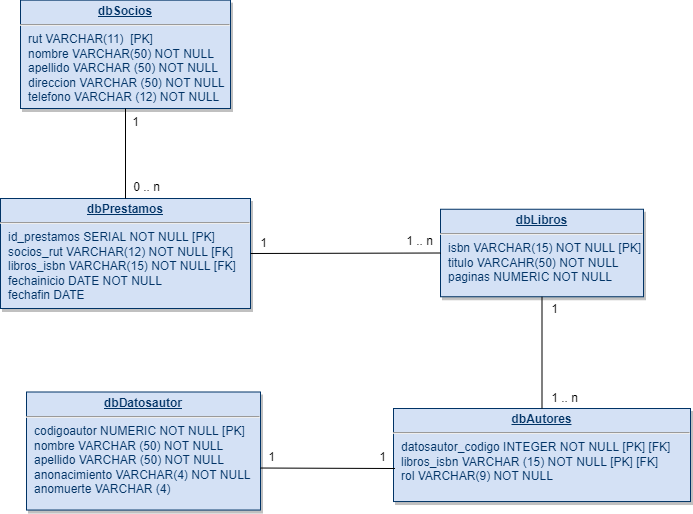 dbSocios
rut VARCHAR(11) [PK]
nombre VARCHAR(50) NOT NULL
apellido VARCHAR (50) NOT NULL
direccion VARCHAR (50) NOT NULL
telefono VARCHAR (12) NOT NULL
1
0 .. n
dbPrestamos
id_prestamos SERIAL NOT NULL [PK]
socios_rut VARCHAR(12) NOT NULL [FK]
libros_isbn VARCHAR(15) NOT NULL [FK]
fechainicio DATE NOT NULL
fechafin DATE
1
1 .. n
dbLibros
isbn VARCHAR(15) NOT NULL [PK]
titulo VARCAHR(50) NOT NULL
paginas NUMERIC NOT NULL
1
1 .. n
dbDatosautor
codigoautor NUMERIC NOT NULL [PK]
nombre VARCHAR (50) NOT NULL
apellido VARCHAR (50) NOT NULL
anonacimiento VARCHAR(4) NOT NULL
anomuerte VARCHAR (4)
1
1
dbAutores
datosautor_codigo INTEGER NOT NULL [PK] [FK]
libros_isbn VARCHAR (15) NOT NULL [PK] [FK]
rol VARCHAR(9) NOT NULL